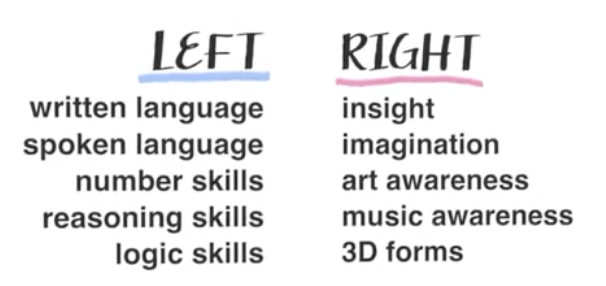 LEFT RIGHT
written language insight
spoken language imagination
number skills art awareness
reasoning skills music awareness
logic skills 3D forms